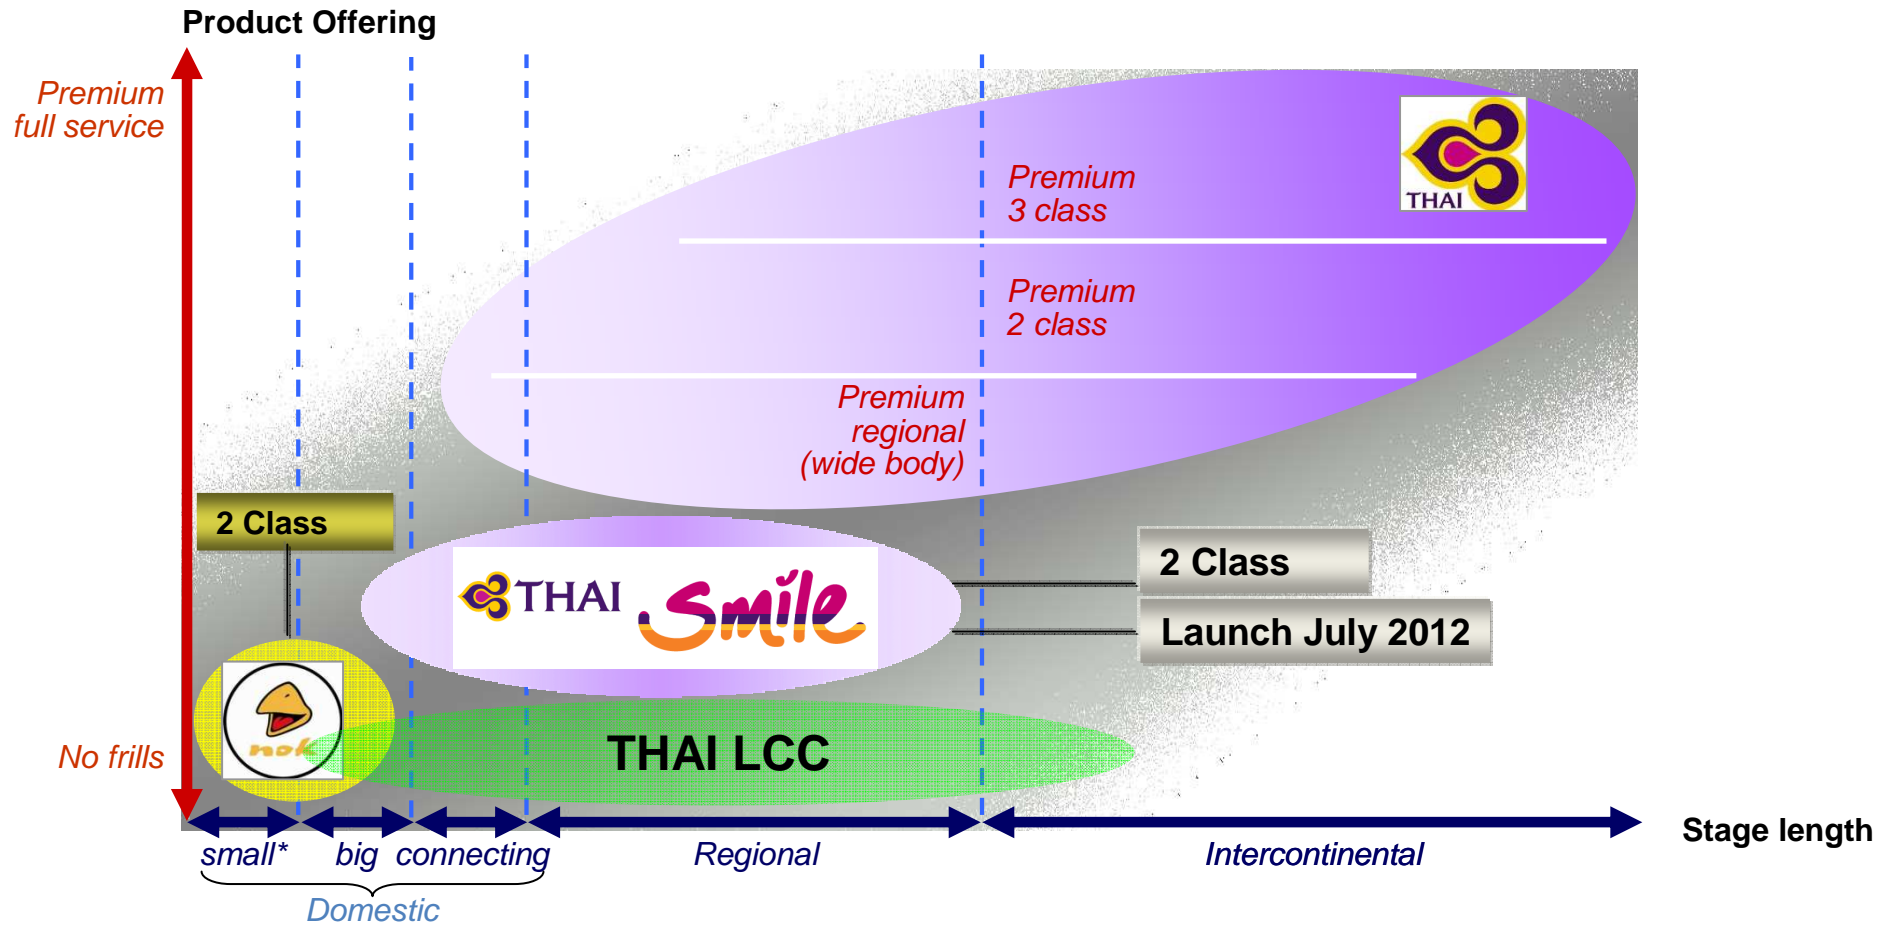 Product Offering
Premium
full service
THAI
Premium
3 class
Premium
2 class
Premium
regional
(wide body)
2 Class
THAI smile
2 Class
Launch July 2012
nok
THAI LCC
No frills
small* big connecting Regional Intercontinental
Stage length
Domestic